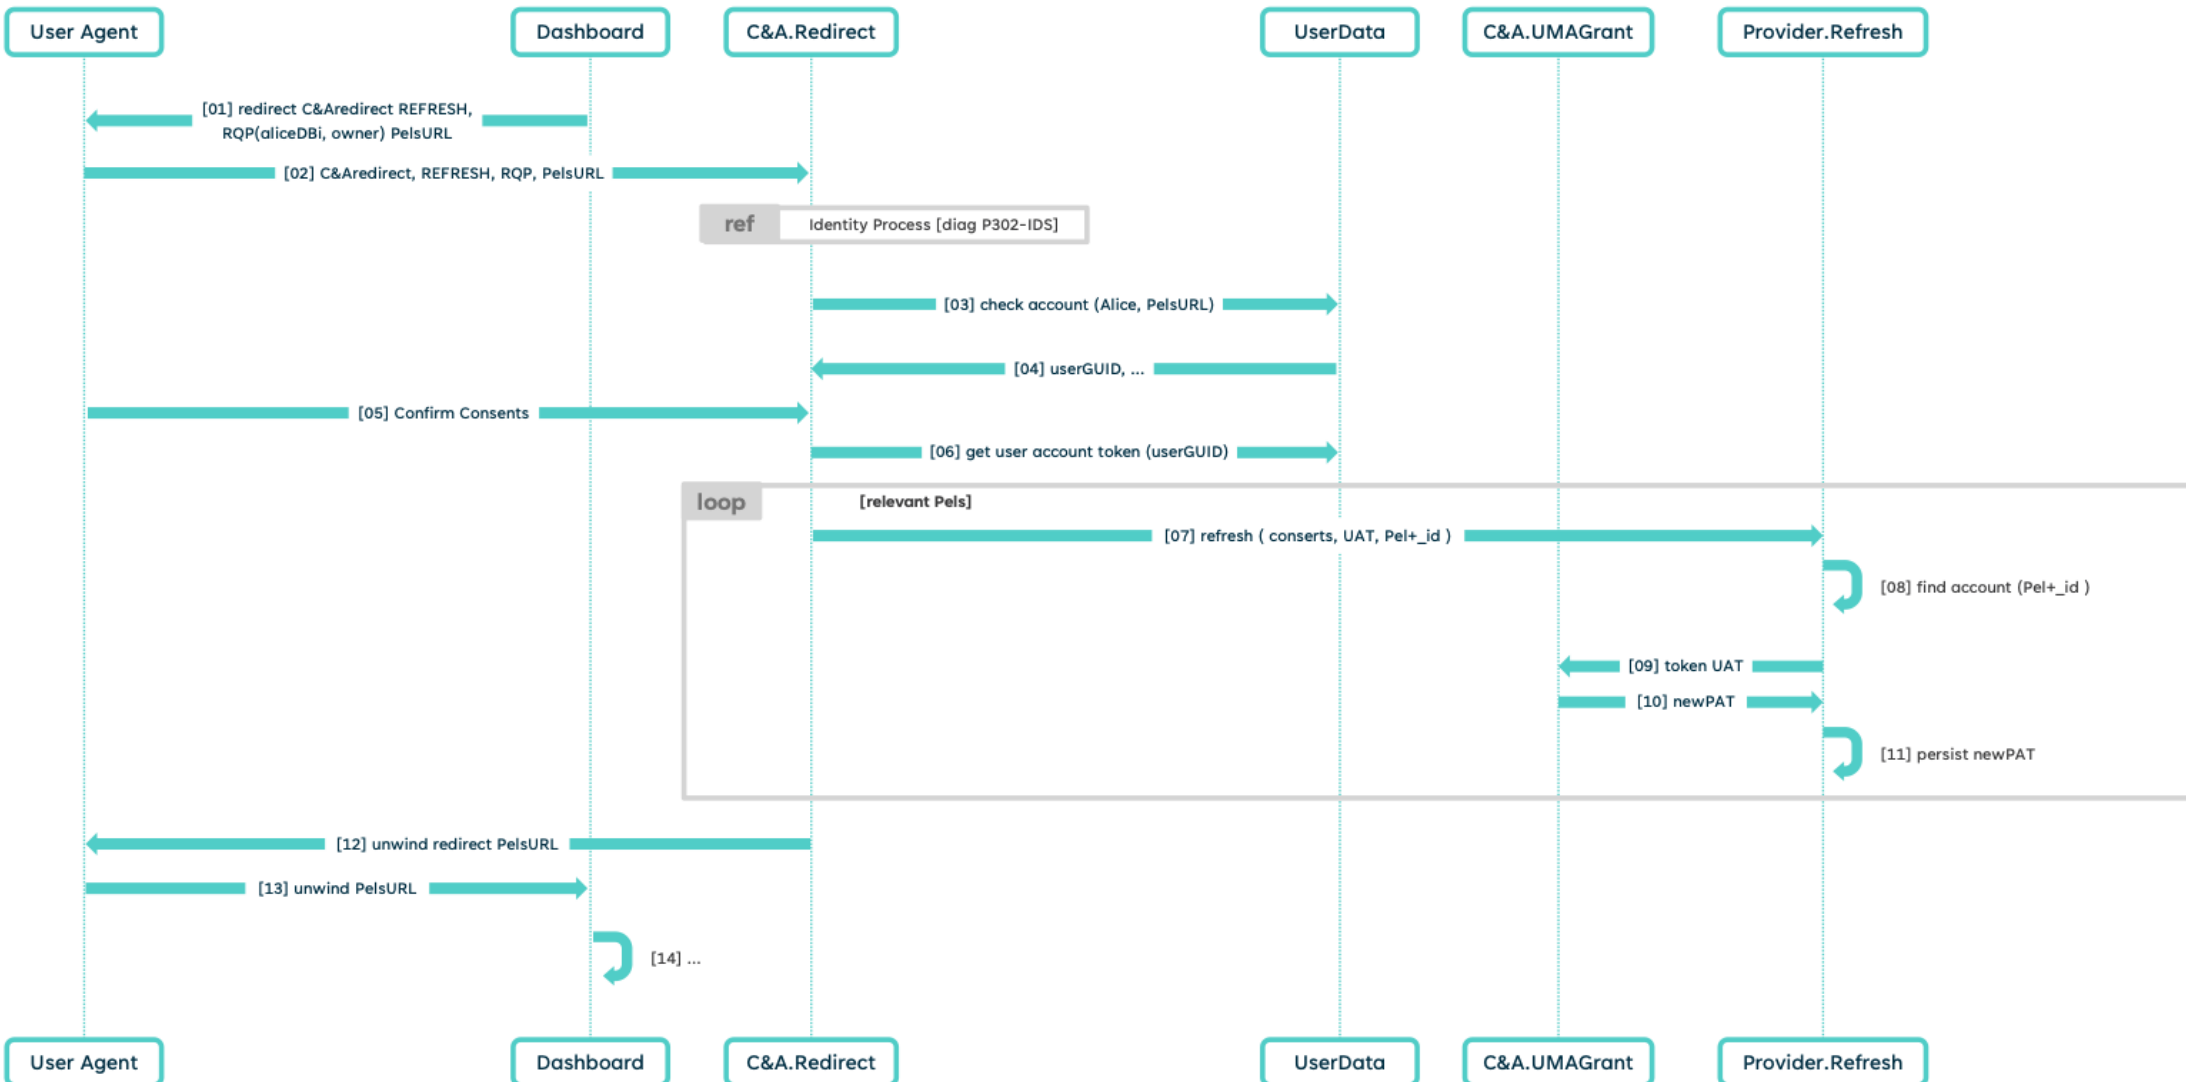 User Agent
Dashboard
C&A.Redirect
UserData
C&A.UMAGrant
Provider.Refresh
[01] redirect C&Aredirect REFRESH,
RQP(aliceDBi, owner) PelsURL
[02] C&Aredirect, REFRESH, RQP, PelsURL
ref
Identity Process [diag P302-IDS]
[03] check account (Alice, PelsURL)
[04] userGUID, ...
[05] Confirm Consents
[06] get user account token (userGUID)
loop
[relevant Pels]
[07] refresh ( conserts, UAT, Pel+_id )
[08] find account (Pel+_id )
[09] token UAT
[10] newPAT
[11] persist newPAT
[12] unwind redirect PelsURL
[13] unwind PelsURL
[14] ...
User Agent
Dashboard
C&A.Redirect
UserData
C&A.UMAGrant
Provider.Refresh